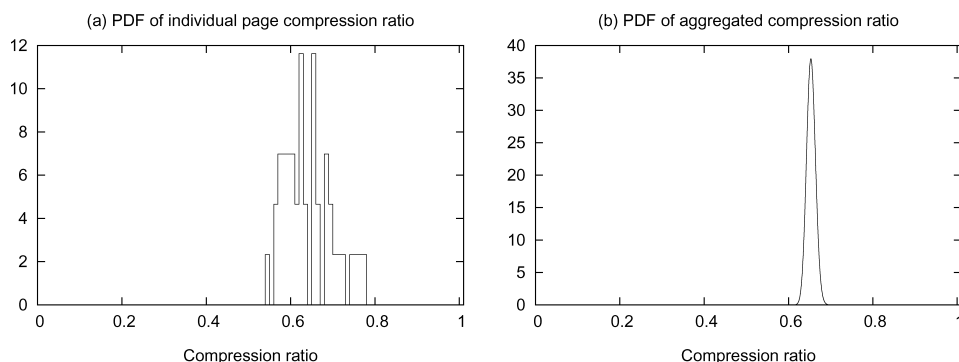 (a) PDF of individual page compression ratio
12
10
8
6
4
2
0
0 0.2 0.4 0.6 0.8 1
Compression ratio
(b) PDF of aggregated compression ratio
40
35
30
25
20
15
10
5
0
0 0.2 0.4 0.6 0.8 1
Compression ratio